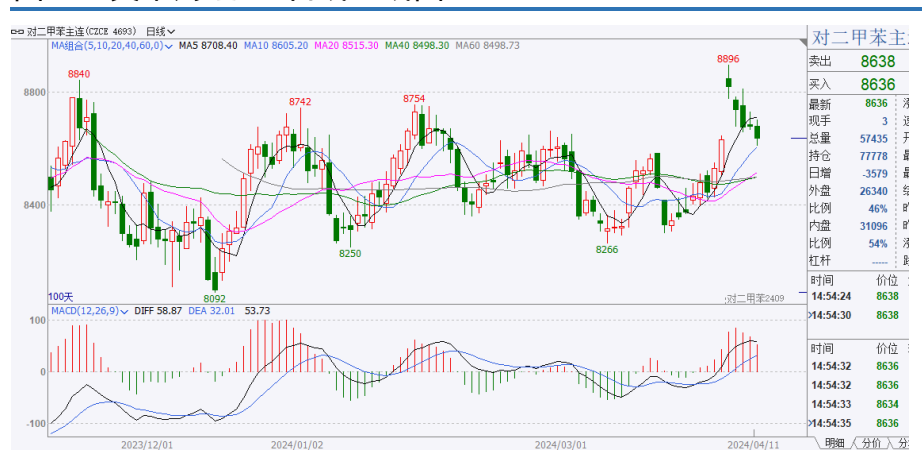 对二甲苯主连(CZCE 4693) 日线
MA组合(5,10,20,40,60,0) MA5 8708.40 MA10 8605.20 MA20 8515.30 MA40 8498.30 MA60 8498.73
8896
8840
8800
8742
8754
8400
8250
8266
8092
100天
对二甲苯2409
MACD(12,26,9) DIFF 58.87 DEA 32.01 53.73
100
0
-100
2023/12/01 2024/01/02 2024/03/01 2024/04/11
对二甲苯主
卖出 8638
买入 8636
最新 8636
现手 3
总量 57435
持仓 77778
日增 -3579
外盘 26340
比例 46%
内盘 31096
比例 54%
杠杆 -----
时间 价位
14:54:24 8638
14:54:30 8638
时间 价位
14:54:32 8636
14:54:32 8636
14:54:33 8634
14:54:35 8636
明细 分价 分